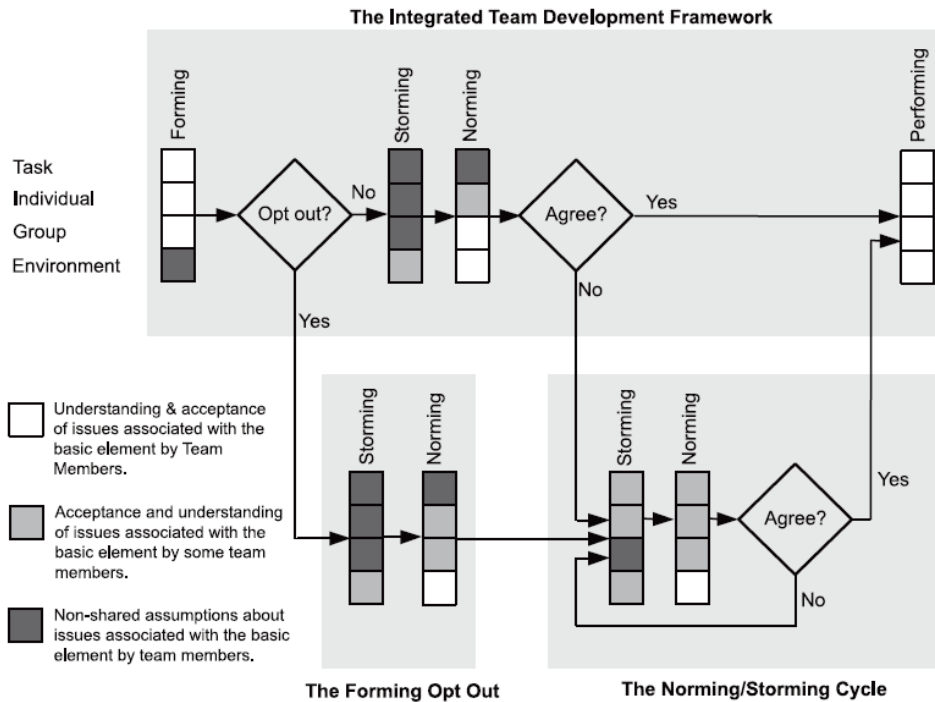 The Integrated Team Development Framework
Forming
Storming
Norming
Performing
Task
Individual
Group
Environment
Opt out?
No
Agree?
Yes
Yes
No
Understanding & acceptance
of issues associated with the
basic element by Team
Members.
Acceptance and understanding
of issues associated with the
basic element by some team
members.
Non-shared assumptions about
issues associated with the basic
element by team members.
Storming
Norming
Storming
Norming
Agree?
Yes
No
The Forming Opt Out
The Norming/Storming Cycle